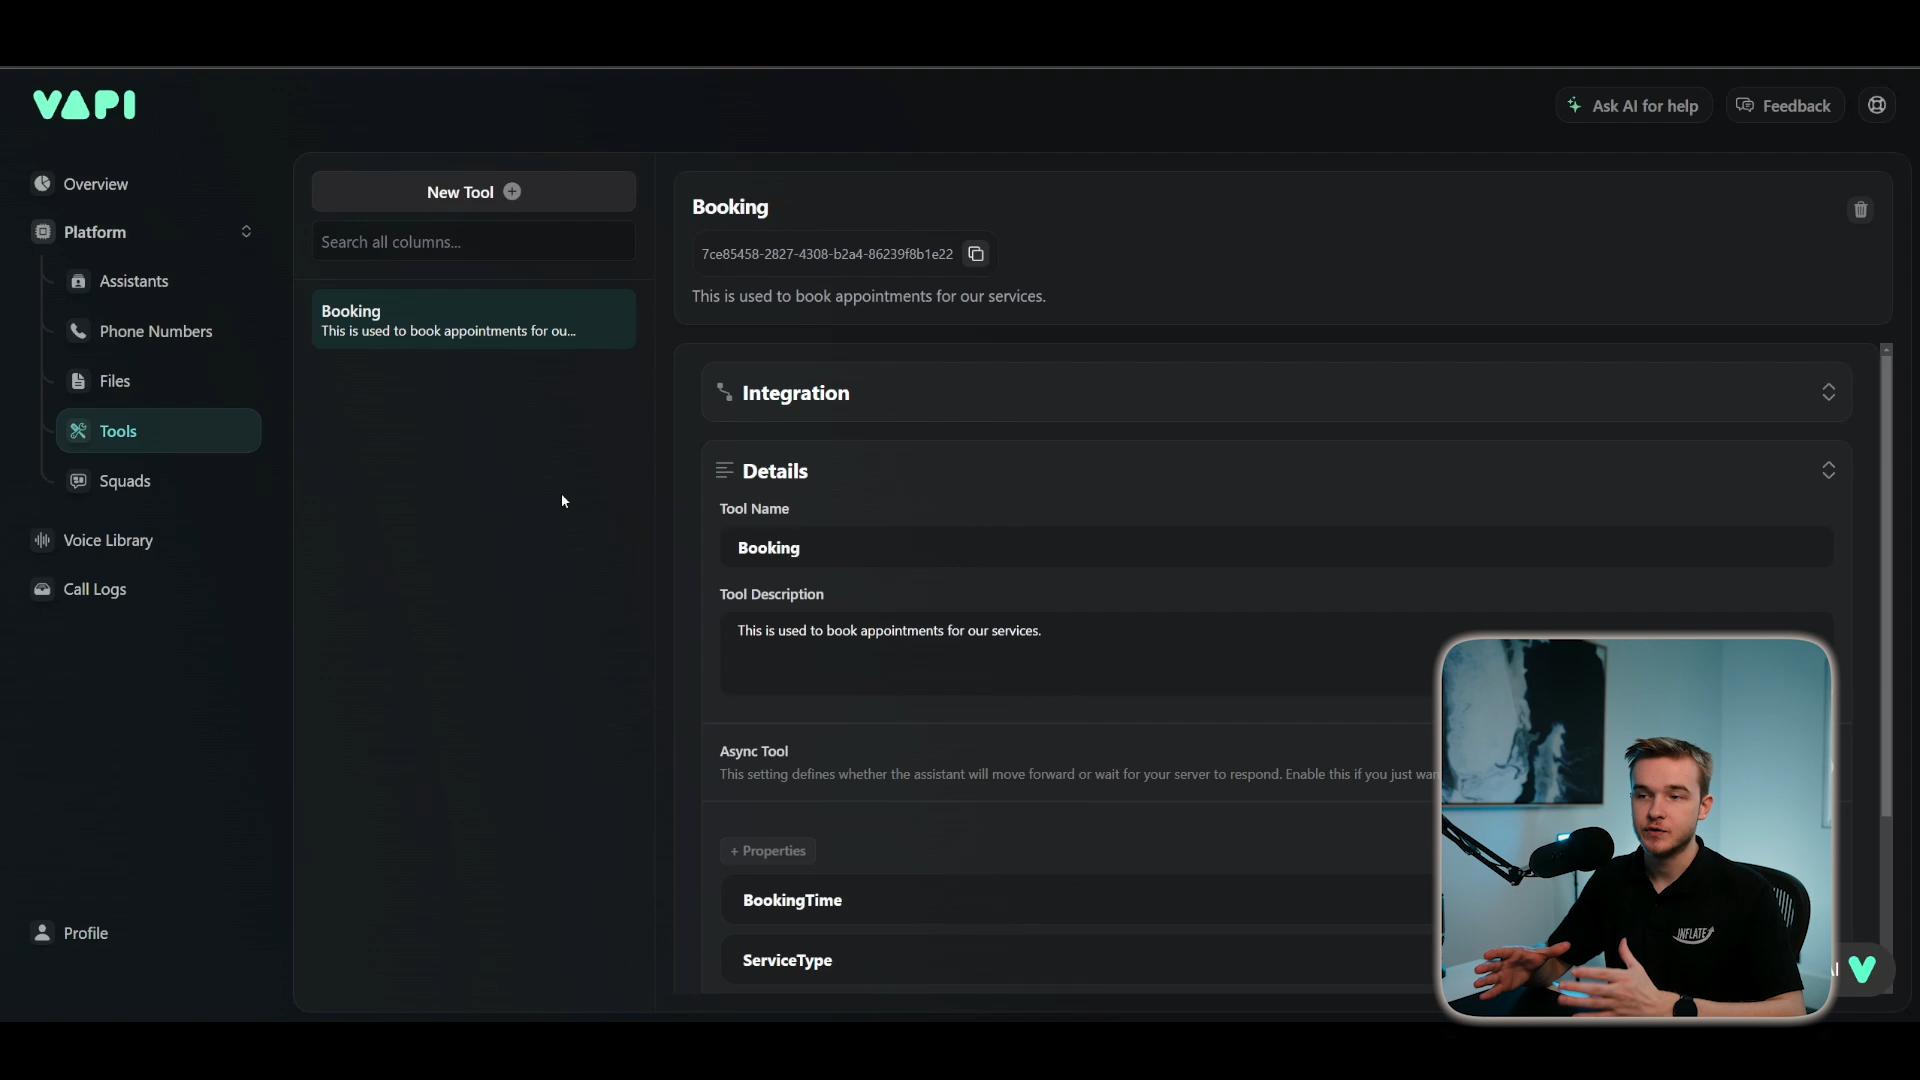 VAPI
Ask AI for help
Feedback
Overview
Platform
Assistants
Phone Numbers
Files
Tools
Squads
Voice Library
Call Logs
Profile
New Tool
Search all columns...
Booking
This is used to book appointments for ou...
Booking
7ce85458-2827-4308-b2a4-86239f8b1e22
This is used to book appointments for our services.
Integration
Details
Tool Name
Booking
Tool Description
This is used to book appointments for our services.
Async Tool
This setting defines whether the assistant will move forward or wait for your server to respond. Enable this if you just wan
+ Properties
BookingTime
ServiceType
INFLATE